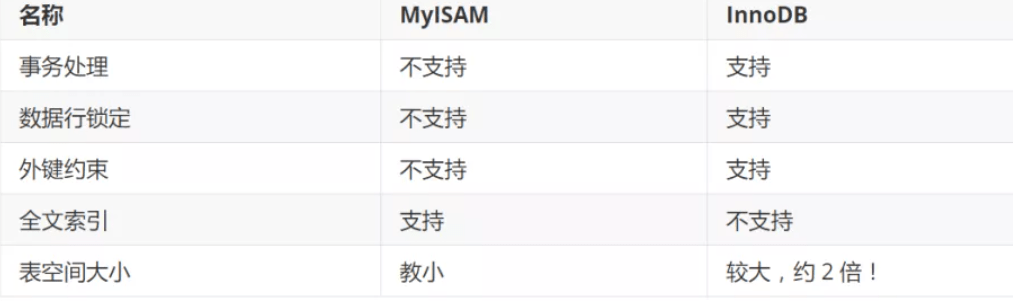 名称 MyISAM InnoDB
事务处理 不支持 支持
数据行锁定 不支持 支持
外键约束 不支持 支持
全文索引 支持 不支持
表空间大小 教小 较大，约 2 倍！